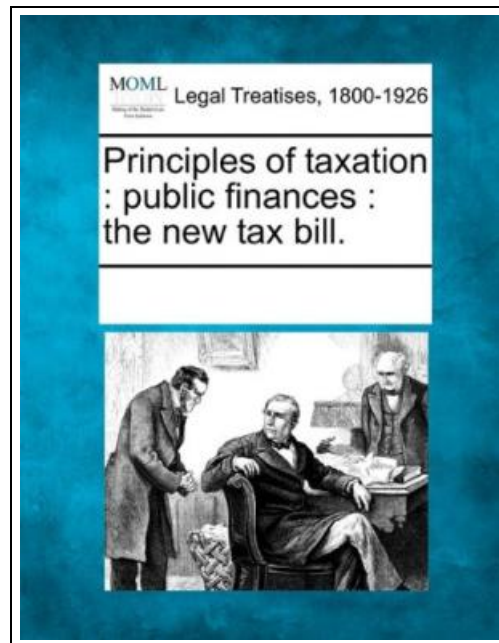 MOML
Legal Treatises, 1800-1926
Principles of taxation
: public finances :
the new tax bill.